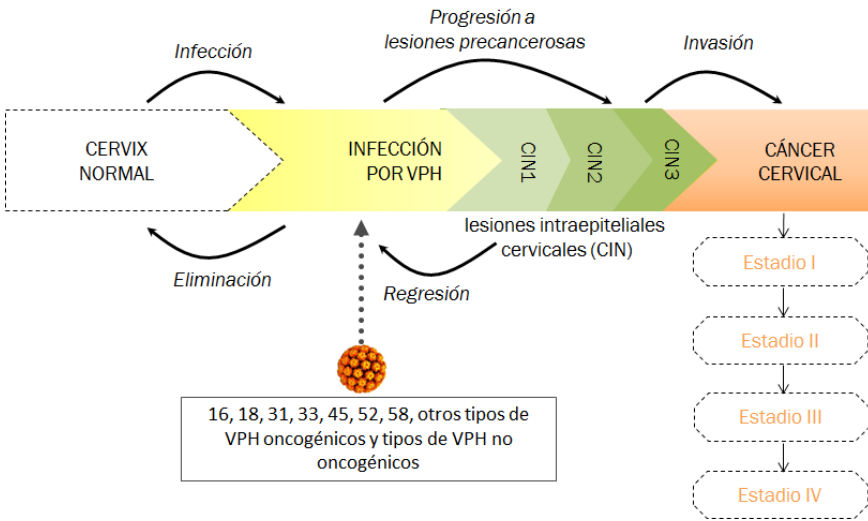 Infección
Progresión a
lesiones precancerosas
Invasión
CERVIX
NORMAL
INFECCIÓN
POR VPH
CIN1
CIN2
CIN3
CÁNCER
CERVICAL
Eliminación
Regresión
lesiones intraepiteliales
cervicales (CIN)
16, 18, 31, 33, 45, 52, 58, otros tipos de
VPH oncogénicos y tipos de VPH no
oncogénicos
Estadio I
Estadio II
Estadio III
Estadio IV